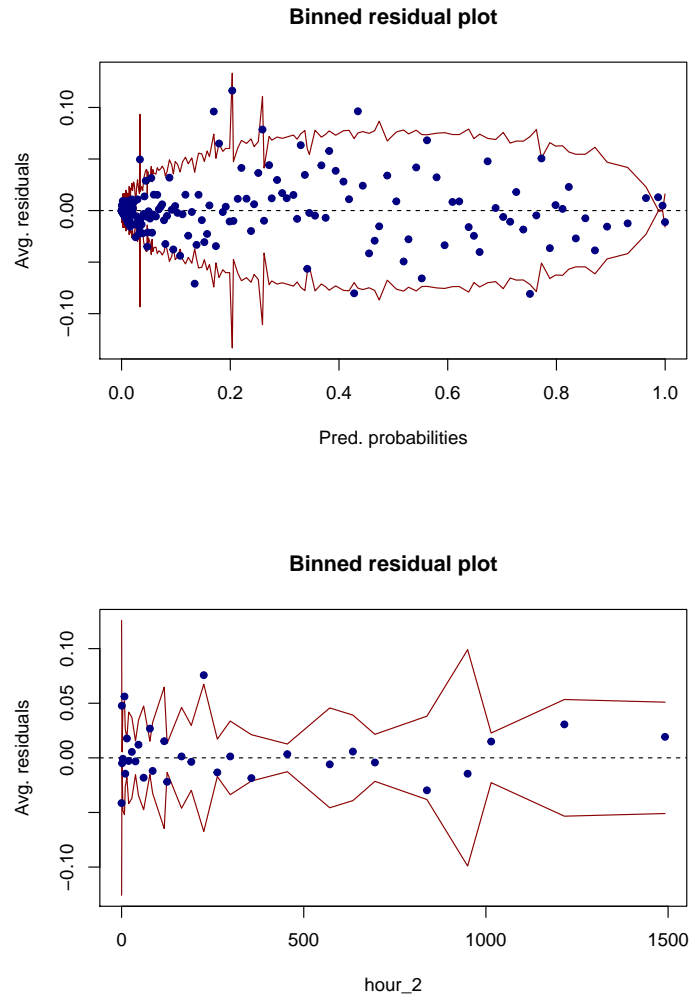 Binned residual plot
0.10
0.00
−0.10
Avg. residuals
0.0 0.2 0.4 0.6 0.8 1.0
Pred. probabilities
Binned residual plot
0.10
0.05
0.00
−0.10
Avg. residuals
0 500 1000 1500
hour_2